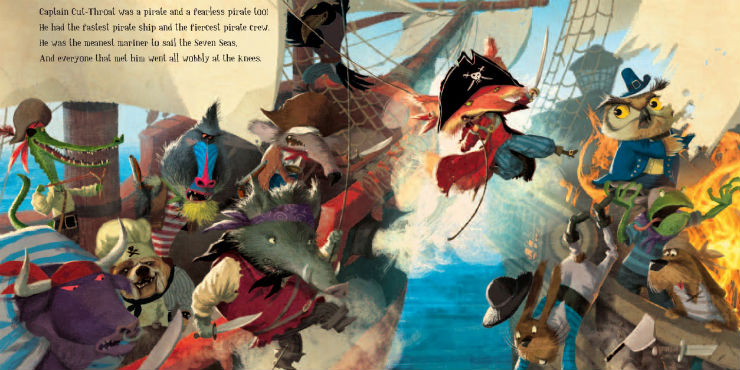 Captain Cut-Throat was a pirate and a fearless pirate too!
He had the fastest pirate ship and the fiercest pirate crew.
He was the meanest mariner to sail the Seven Seas,
And everyone that met him went all wobbly at the knees.